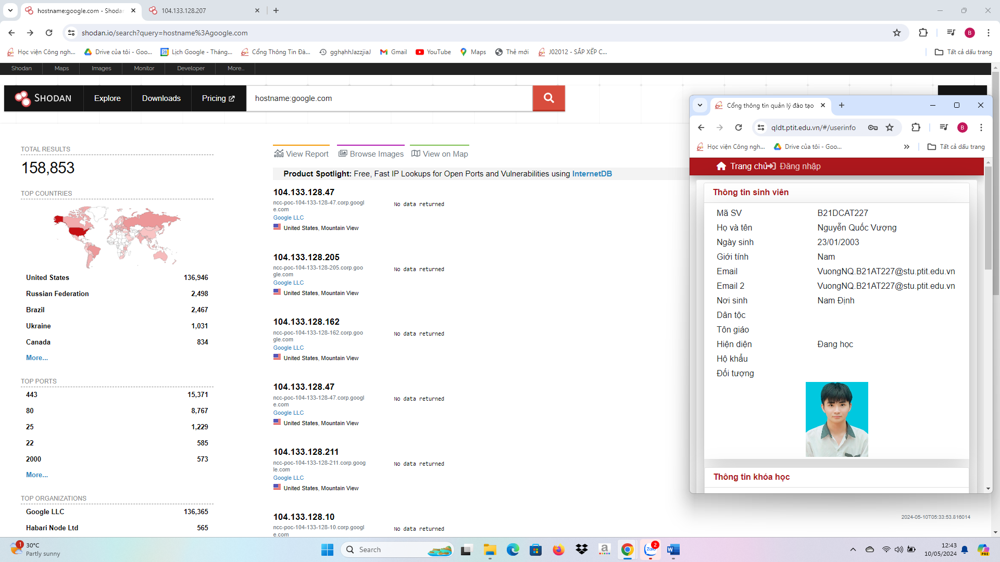 hostname:google.com - Shodan
104.133.128.207
shodan.io/search?query=hostname%3Agoogle.com
B
Học viện Công ngh...
Drive của tôi - Goo...
Lịch Google - Tháng...
Cổng Thông Tin Đà...
gghạhhJazzjiaJ
Gmail
YouTube
Maps
Thẻ mới
J02012 - SẮP XẾP C...
Tất cả dấu trang
Shodan
Maps
Images
Monitor
Developer
More...
SHODAN
Explore
Downloads
Pricing
hostname:google.com
TOTAL RESULTS
158,853
TOP COUNTRIES
United States 136,946
Russian Federation 2,498
Brazil 2,467
Ukraine 1,031
Canada 834
More...
TOP PORTS
443 15,371
80 8,767
25 1,229
22 585
2000 573
More...
TOP ORGANIZATIONS
Google LLC 136,365
Habari Node Ltd 565
View Report
Browse Images
View on Map
Product Spotlight: Free, Fast IP Lookups for Open Ports and Vulnerabilities using InternetDB
104.133.128.47
ncc-poc-104-133-128-47.corp.googl
e.com
Google LLC
United States, Mountain View
No data returned
104.133.128.205
ncc-poc-104-133-128-205.corp.goo
gle.com
Google LLC
United States, Mountain View
No data returned
104.133.128.162
ncc-poc-104-133-128-162.corp.goo
gle.com
Google LLC
United States, Mountain View
No data returned
104.133.128.47
ncc-poc-104-133-128-47.corp.googl
e.com
Google LLC
United States, Mountain View
No data returned
104.133.128.211
ncc-poc-104-133-128-211.corp.goog
le.com
Google LLC
United States, Mountain View
No data returned
104.133.128.10
ncc-poc-104-133-128-10.corp.googl
e.com
No data returned
2024-05-10T05:33:53.816014
Cổng thông tin quản lý đào tạo
qldt.ptit.edu.vn/#/userinfo
B
Học viện Công ngh...
Drive của tôi - Goo...
Tất cả dấu trang
Trang chủ
Đăng nhập
Thông tin sinh viên
Mã SV B21DCAT227
Họ và tên Nguyễn Quốc Vượng
Ngày sinh 23/01/2003
Giới tính Nam
Email VuongNQ.B21AT227@stu.ptit.edu.vn
Email 2 VuongNQ.B21AT227@stu.ptit.edu.vn
Nơi sinh Nam Định
Dân tộc
Tôn giáo
Hiện diện Đang học
Hộ khẩu
Đối tượng
Thông tin khóa học
1
30°C
Partly sunny
Search
Zalo
2
12:43
10/05/2024
PRE